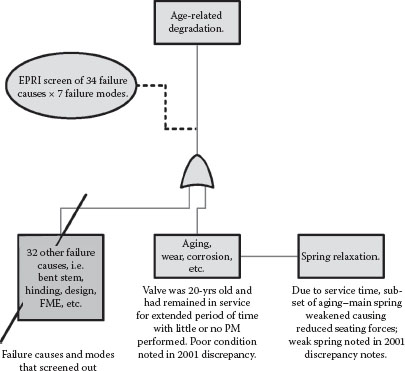 Age-related
degradation.
EPRI screen of 34 failure
causes × 7 failure modes.
32 other failure
causes, i.e.
bent stem,
hinding, design,
FME, etc.
Aging,
wear, corrosion,
etc.
Spring relaxation.
Failure causes and modes
that screened out
Valve was 20-yrs old and
had remained in service
for extended period of time
with little or no PM
performed. Poor condition
noted in 2001 discrepancy.
Due to service time, sub-
set of aging–main spring
weakened causing
reduced seating forces;
weak spring noted in 2001
discrepancy notes.